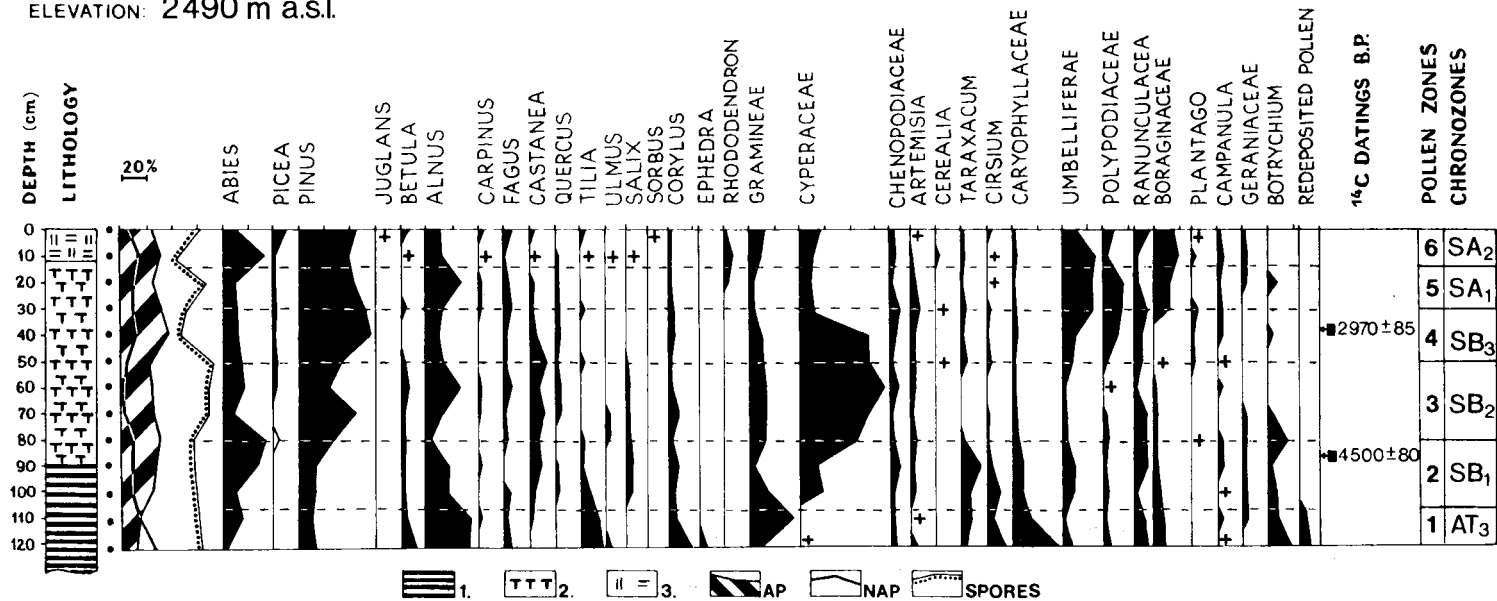 ELEVATION: 2490 m a.s.l.
DEPTH (cm)
LITHOLOGY
20%
ABIES
PICEA
PINUS
JUGLANS
BETULA
ALNUS
CARPINUS
FAGUS
CASTANEA
QUERCUS
TILIA
ULMUS
SALIX
SORBUS
CORYLUS
EPHEDRA
RHODODENDRON
GRAMINEAE
CYPERACEAE
CHENOPODIACEAE
ARTEMISIA
CEREALIA
TARAXACUM
CIRSIUM
CARYOPHYLLACEAE
UMBELLIFERAE
POLYPODIACEAE
RANUNCULACEA
BORAGINACEAE
PLANTAGO
CAMPANULA
GERANIACEAE
BOTRYCHIUM
REDEPOSITED POLLEN
¹⁴C DATINGS B.P.
POLLEN ZONES
CHRONOZONES
0
10
20
30
40
50
60
70
80
90
100
110
120
2970±85
4500±80
6 SA₂
5 SA₁
4 SB₃
3 SB₂
2 SB₁
1 AT₃
1. 2. 3. AP NAP SPORES